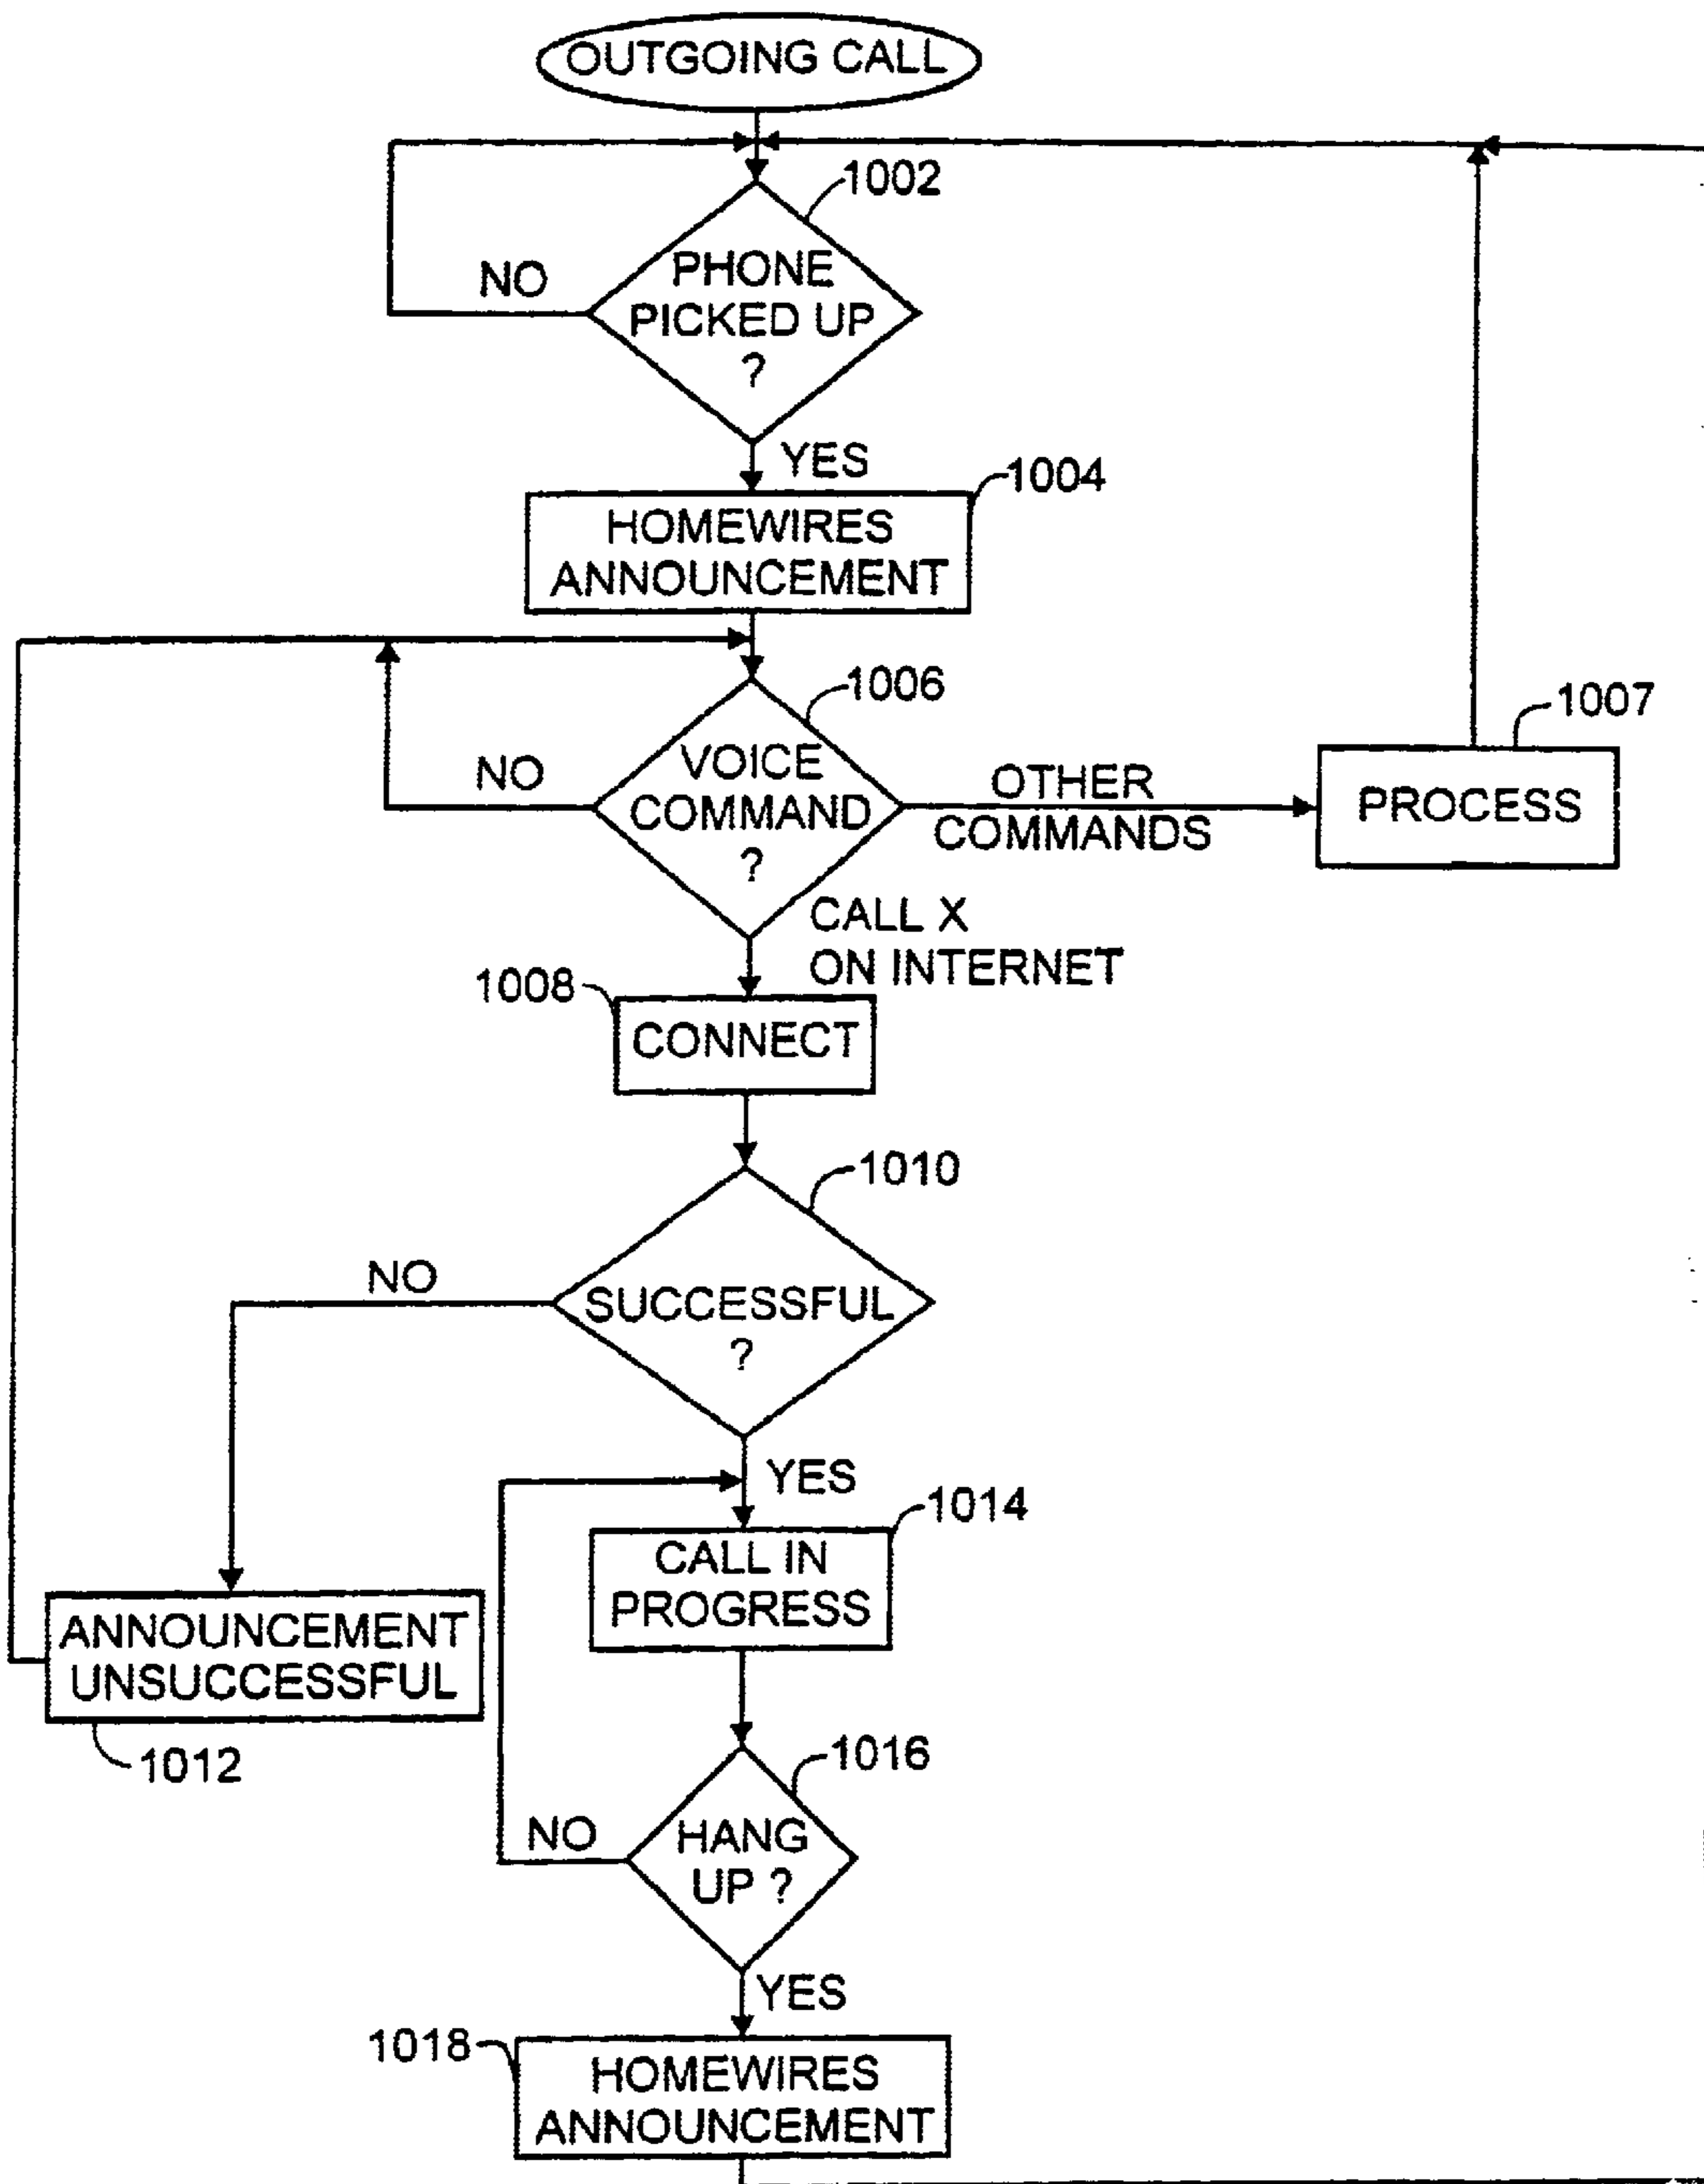 OUTGOING CALL
1002
PHONE
PICKED UP
?
NO
YES
1004
HOMEWIRES
ANNOUNCEMENT
1006
VOICE
COMMAND
?
NO
OTHER
COMMANDS
1007
PROCESS
CALL X
ON INTERNET
1008
CONNECT
1010
SUCCESSFUL
?
NO
YES
1014
CALL IN
PROGRESS
ANNOUNCEMENT
UNSUCCESSFUL
1012
1016
HANG
UP ?
NO
YES
1018
HOMEWIRES
ANNOUNCEMENT